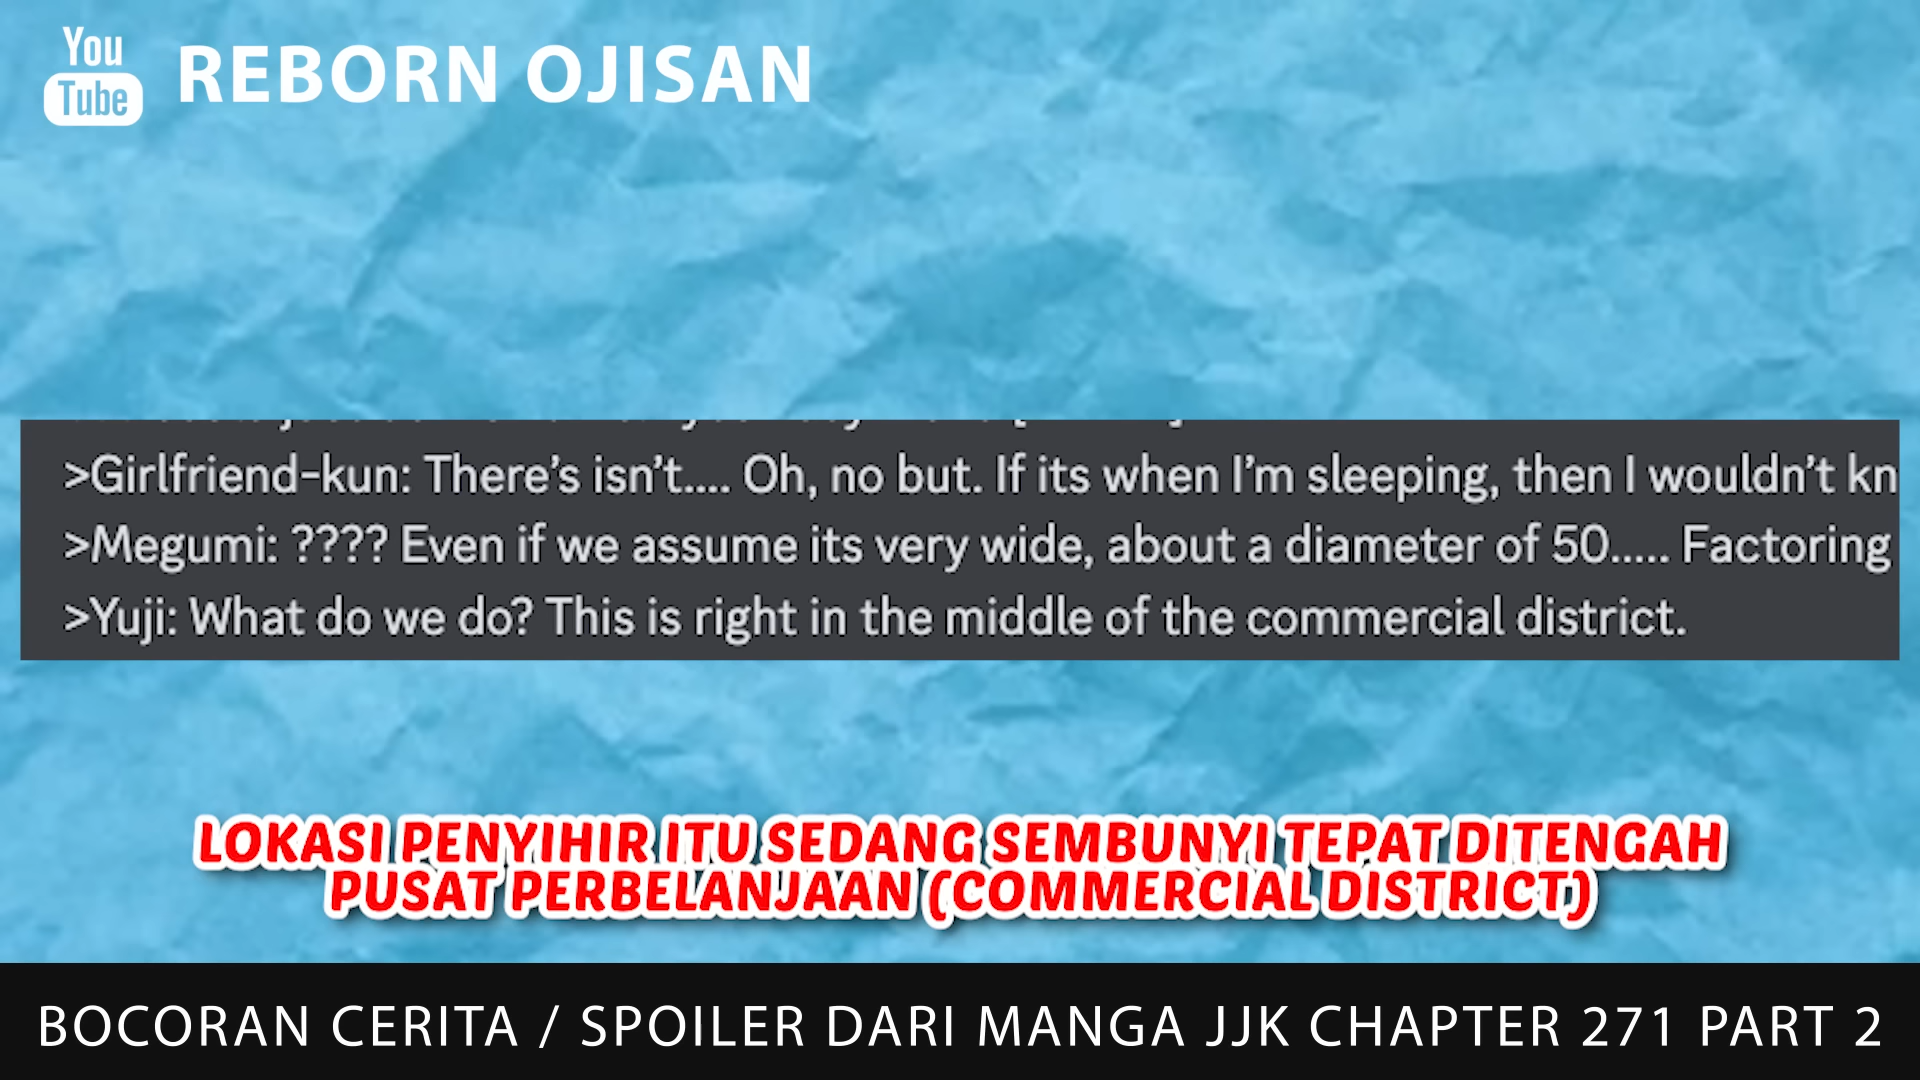 You
Tube
REBORN OJISAN
>Girlfriend-kun: There's isn't.... Oh, no but. If its when I'm sleeping, then I wouldn't kn
>Megumi: ???? Even if we assume its very wide, about a diameter of 50..... Factoring
>Yuji: What do we do? This is right in the middle of the commercial district.
LOKASI PENYIHIR ITU SEDANG SEMBUNYI TEPAT DITENGAH
PUSAT PERBELANJAAN (COMMERCIAL DISTRICT)
BOCORAN CERITA / SPOILER DARI MANGA JJK CHAPTER 271 PART 2